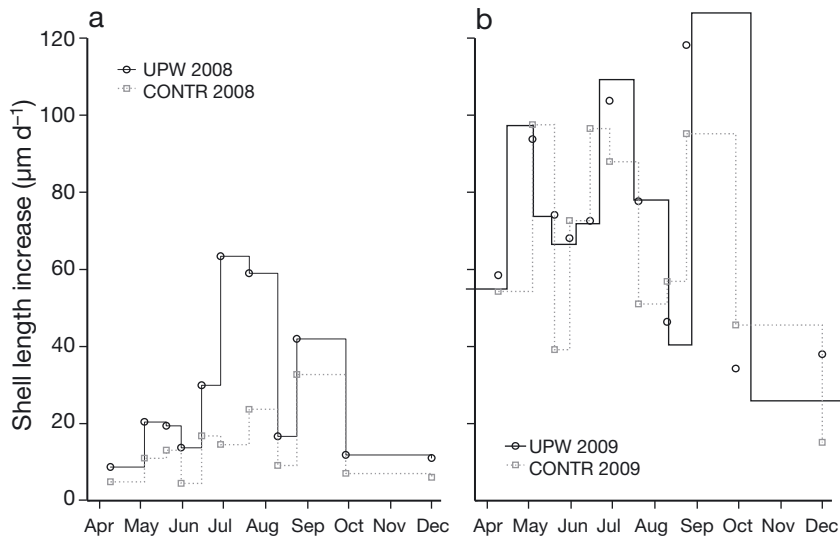 a
b
UPW 2008
CONTR 2008
UPW 2009
CONTR 2009
Shell length increase (µm d⁻¹)
120
100
80
60
40
20
0
Apr May Jun Jul Aug Sep Oct Nov Dec
Apr May Jun Jul Aug Sep Oct Nov Dec